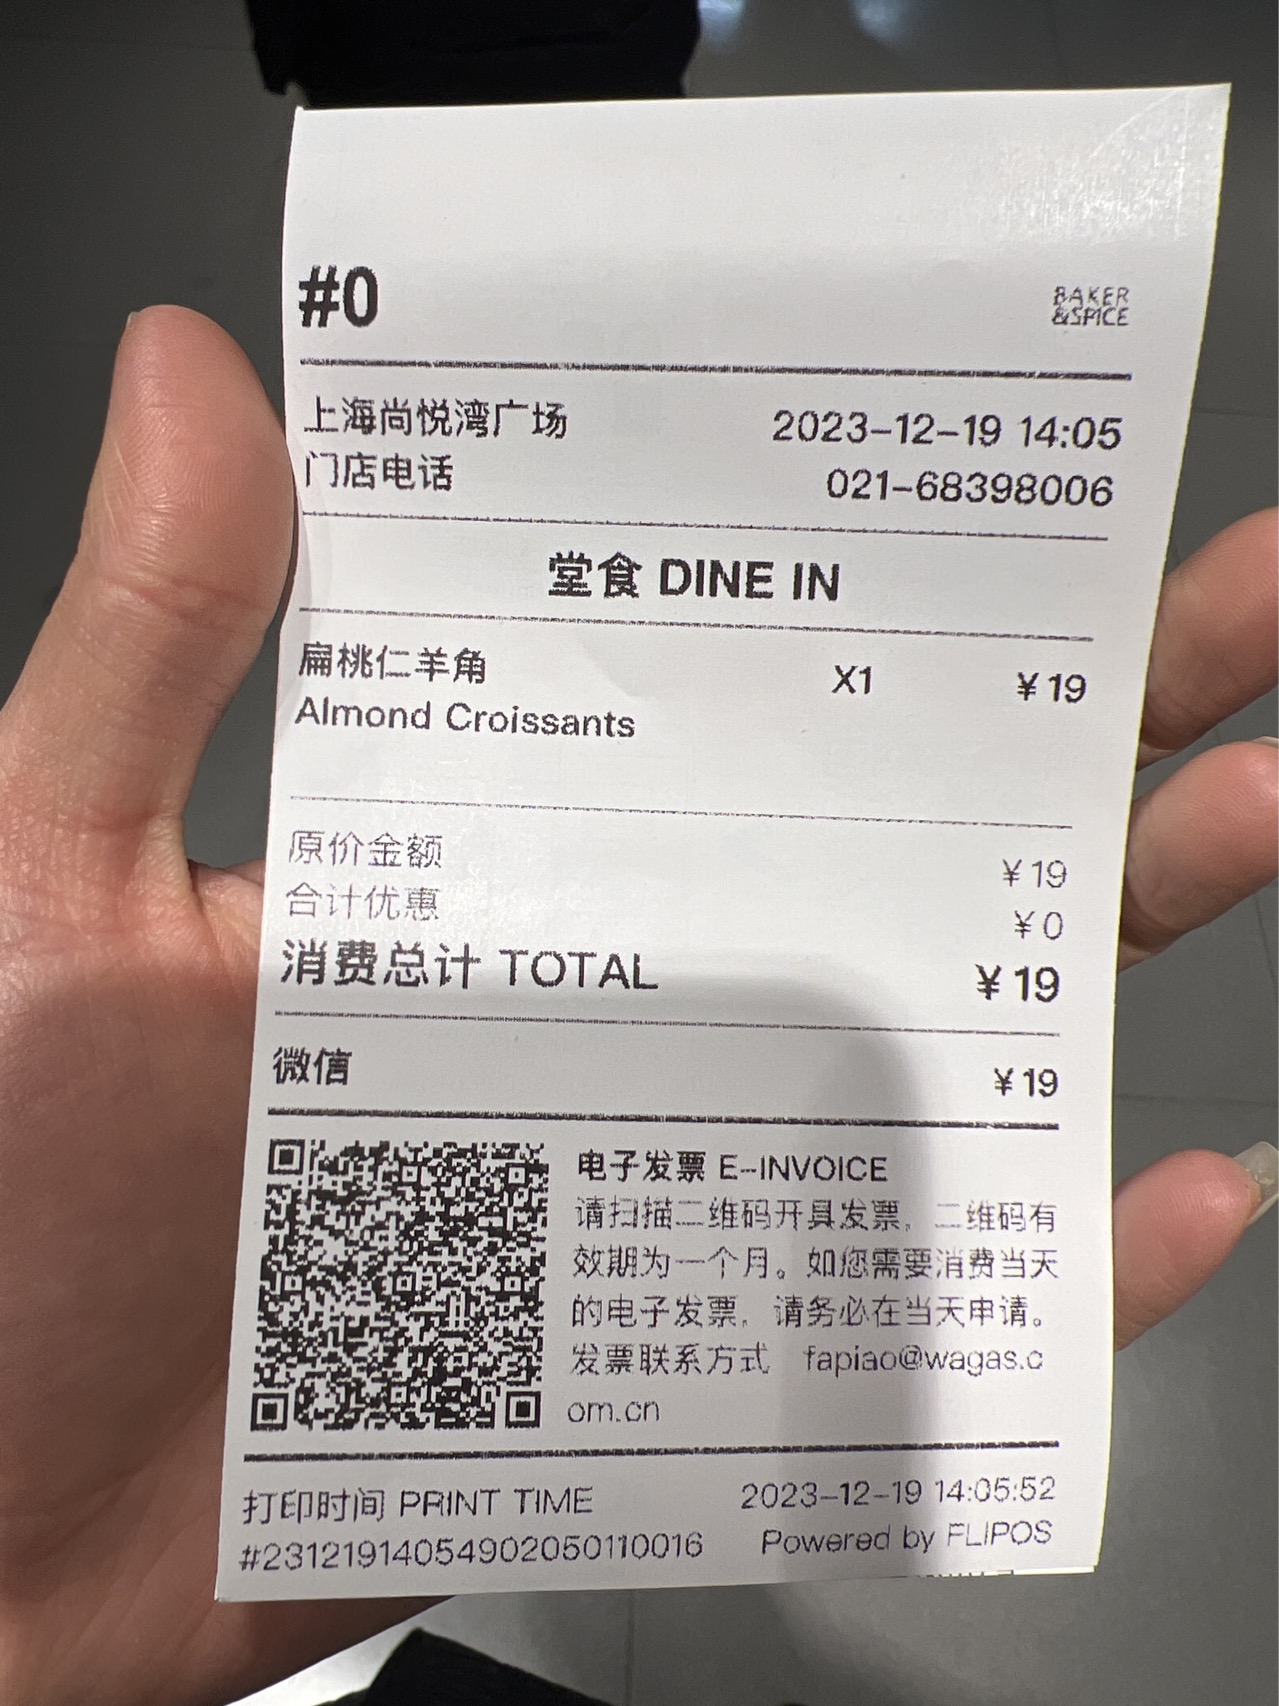 #0
BAKER
&SPICE
上海尚悦湾广场 2023-12-19 14:05
门店电话 021-68398006
堂食 DINE IN
扁桃仁羊角 X1 ¥19
Almond Croissants
原价金额 ¥19
合计优惠 ¥0
消费总计 TOTAL ¥19
微信 ¥19
电子发票 E-INVOICE
请扫描二维码开具发票，二维码有
效期为一个月。如您需要消费当天
的电子发票，请务必在当天申请。
发票联系方式 fapiao@wagas.c
om.cn
打印时间 PRINT TIME 2023-12-19 14:05:52
#23121914054902050110016 Powered by FLIPOS